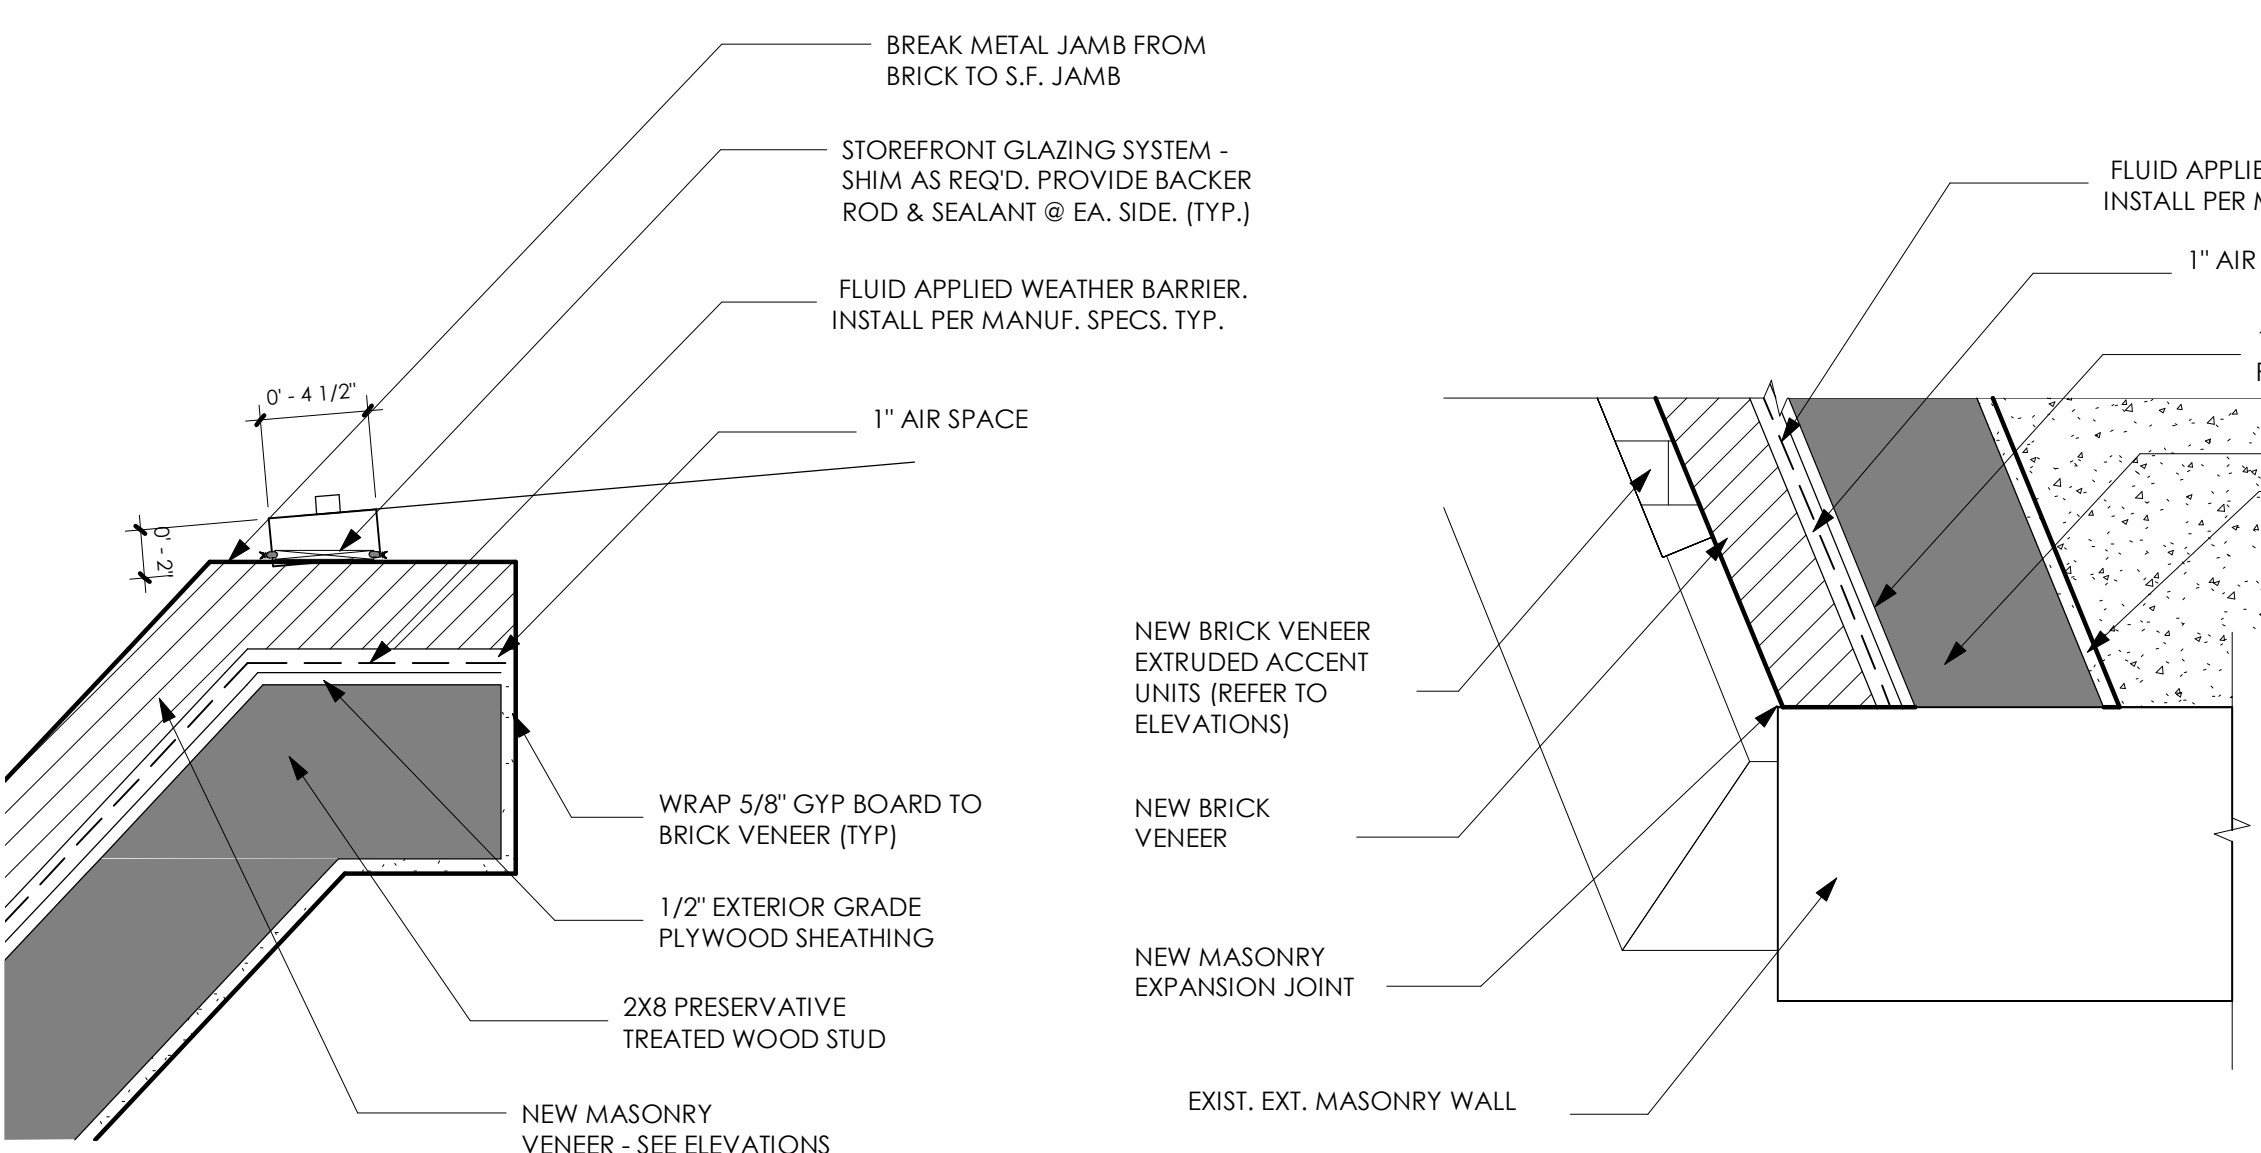 BREAK METAL JAMB FROM
BRICK TO S.F. JAMB
STOREFRONT GLAZING SYSTEM -
SHIM AS REQ'D. PROVIDE BACKER
ROD & SEALANT @ EA. SIDE. (TYP.)
FLUID APPLIED WEATHER BARRIER.
INSTALL PER MANUF. SPECS. TYP.
0' - 4 1/2"
1" AIR SPACE
0' - 2"
WRAP 5/8" GYP BOARD TO
BRICK VENEER (TYP)
1/2" EXTERIOR GRADE
PLYWOOD SHEATHING
2X8 PRESERVATIVE
TREATED WOOD STUD
NEW MASONRY
VENEER - SEE ELEVATIONS
FLUID APPLIE
INSTALL PER
1" AIR
NEW BRICK VENEER
EXTRUDED ACCENT
UNITS (REFER TO
ELEVATIONS)
NEW BRICK
VENEER
NEW MASONRY
EXPANSION JOINT
EXIST. EXT. MASONRY WALL